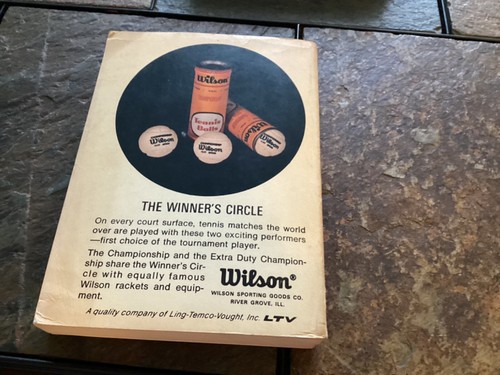 Wilson
Tennis
Balls
Wilson
Wilson
Wilson
THE WINNER'S CIRCLE
On every court surface, tennis matches the world
over are played with these two exciting performers
—first choice of the tournament player.
The Championship and the Extra Duty Champion-
ship share the Winner's Cir-
cle with equally famous
Wilson rackets and equip-
ment.
Wilson®
WILSON SPORTING GOODS CO.
RIVER GROVE, ILL.
A quality company of Ling-Temco-Vought, Inc. LTV